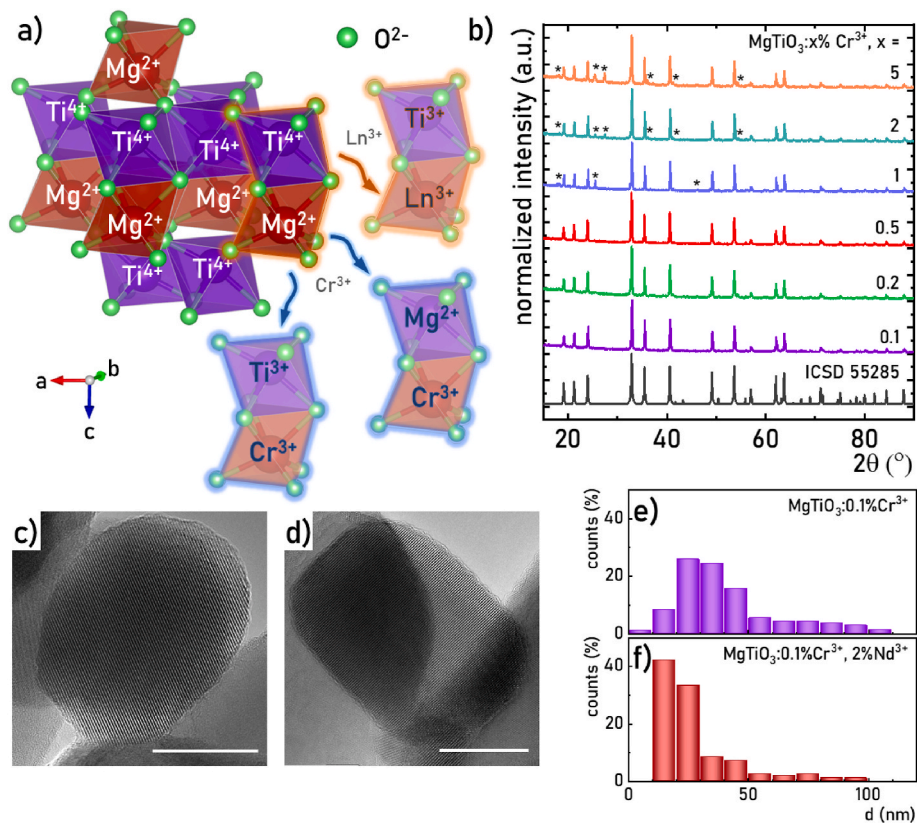 a)
O²⁻
Mg²⁺
Ti⁴⁺
Ti⁴⁺
Ti⁴⁺
Ti⁴⁺
Mg²⁺
Mg²⁺
Mg²⁺
Mg²⁺
Ti⁴⁺
Ti⁴⁺
Ln³⁺
Ti³⁺
Ln³⁺
Cr³⁺
Mg²⁺
Cr³⁺
Ti³⁺
Cr³⁺
a
b
c
b)
normalized intensity (a.u.)
MgTiO₃:x% Cr³⁺, x =
* * * * * *
5
* * * * * *
2
* * *
1
0.5
0.2
0.1
ICSD 55285
20 40 60 80
2θ (°)
c)
d)
e)
MgTiO₃:0.1%Cr³⁺
counts (%)
40
20
0
f)
MgTiO₃:0.1%Cr³⁺, 2%Nd³⁺
counts (%)
40
20
0
0 50 100
d (nm)